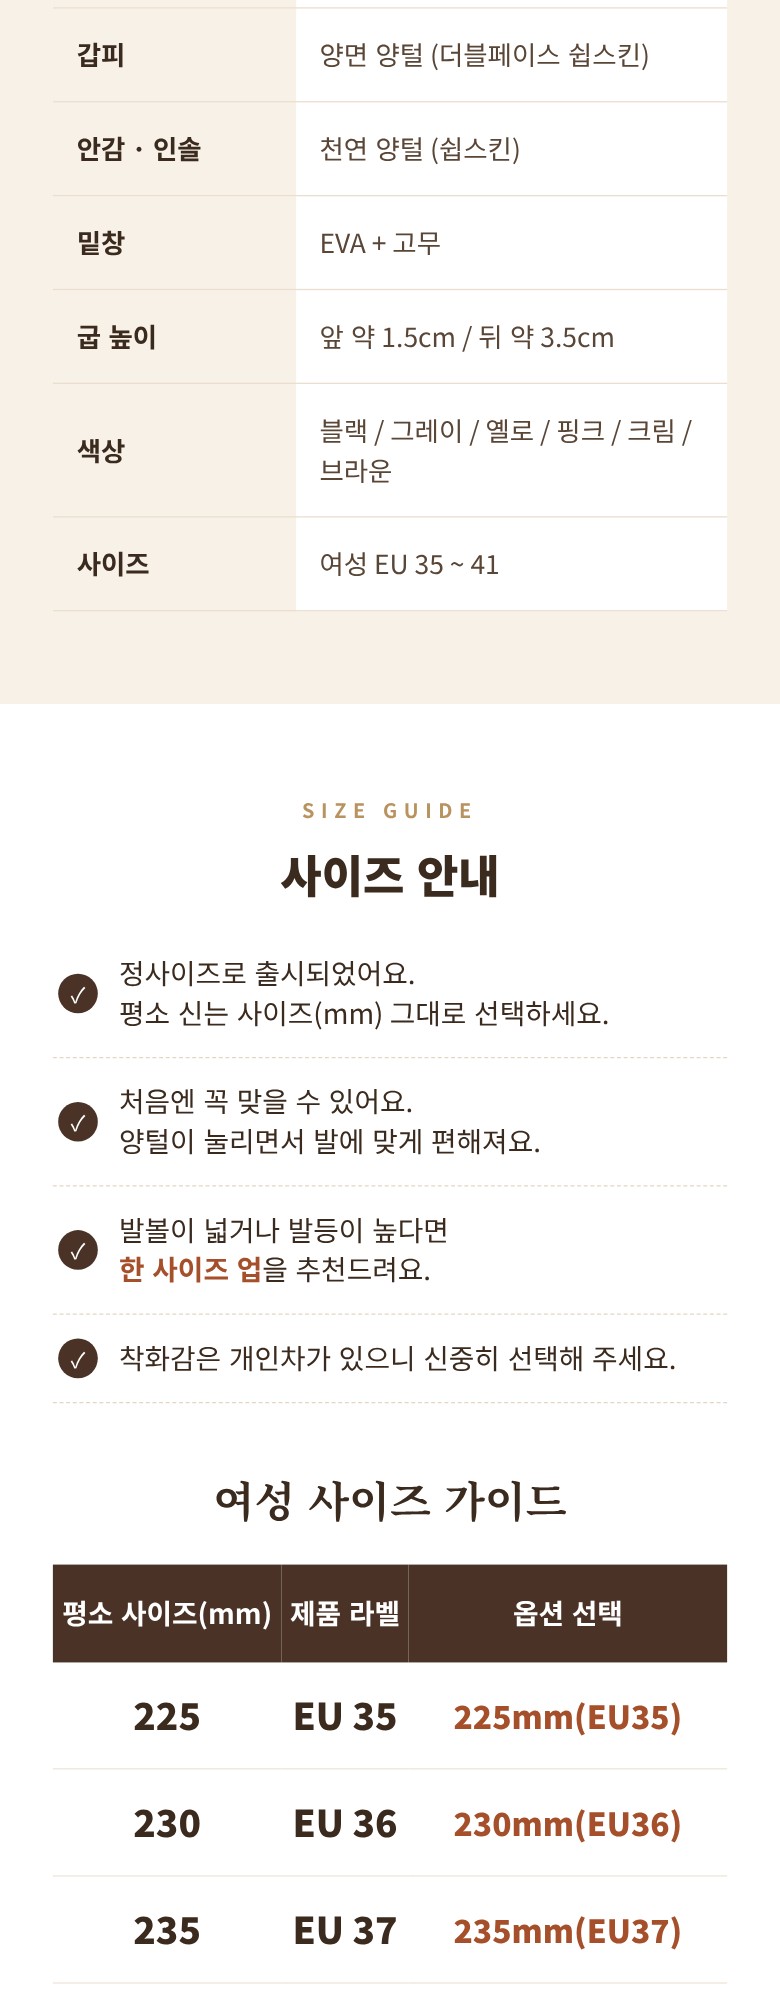 갑피
양면 양털 (더블페이스 쉽스킨)
안감 · 인솔
천연 양털 (쉽스킨)
밑창
EVA + 고무
굽 높이
앞 약 1.5cm / 뒤 약 3.5cm
색상
블랙 / 그레이 / 옐로 / 핑크 / 크림 /
브라운
사이즈
여성 EU 35 ~ 41
SIZE GUIDE
사이즈 안내
✓ 정사이즈로 출시되었어요.
평소 신는 사이즈(mm) 그대로 선택하세요.
✓ 처음엔 꼭 맞을 수 있어요.
양털이 눌리면서 발에 맞게 편해져요.
✓ 발볼이 넓거나 발등이 높다면
한 사이즈 업을 추천드려요.
✓ 착화감은 개인차가 있으니 신중히 선택해 주세요.
여성 사이즈 가이드
평소 사이즈(mm) 제품 라벨 옵션 선택
225 EU 35 225mm(EU35)
230 EU 36 230mm(EU36)
235 EU 37 235mm(EU37)